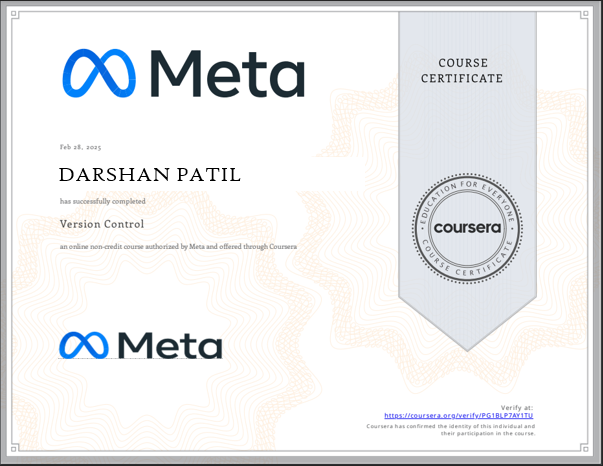 Meta
COURSE
CERTIFICATE
Feb 28, 2025
DARSHAN PATIL
has successfully completed
Version Control
an online non-credit course authorized by Meta and offered through Coursera
EDUCATION FOR EVERYONE
coursera
COURSE CERTIFICATE
Meta
Verify at:
https://coursera.org/verify/PG1BLP7AY1TU
Coursera has confirmed the identity of this individual and
their participation in the course.